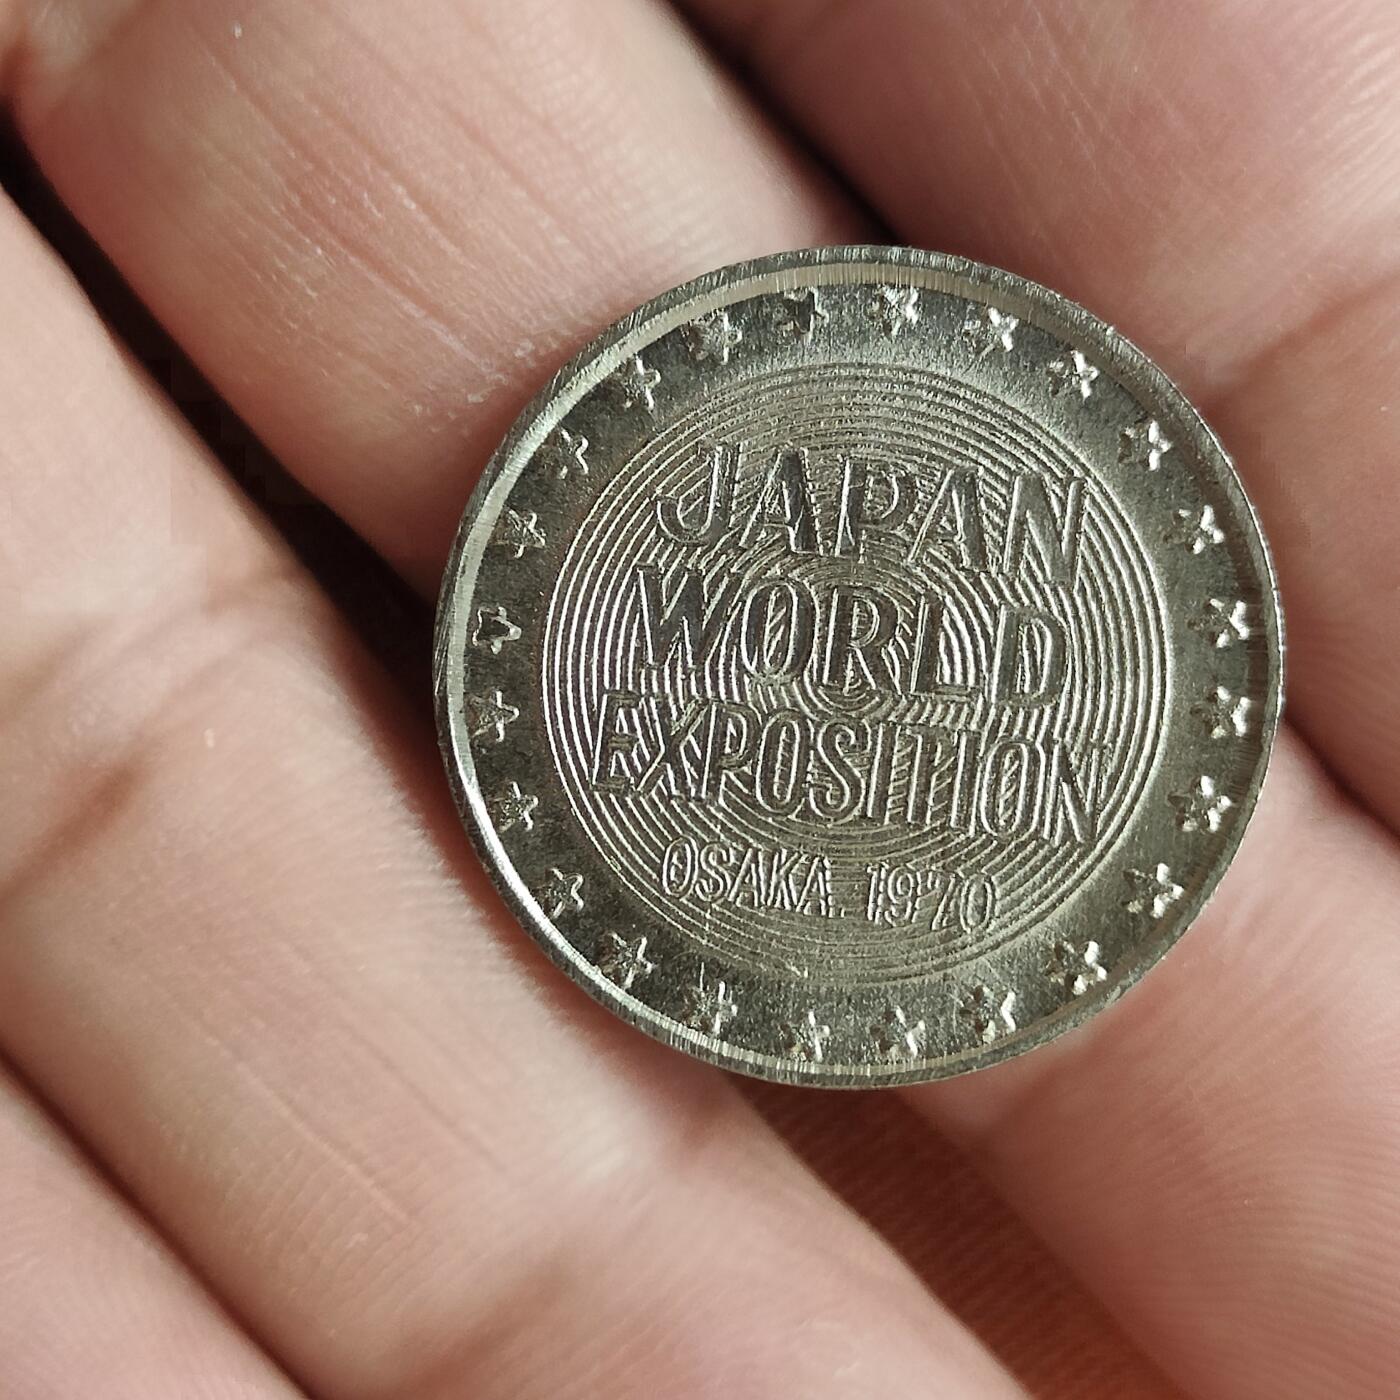 JAPAN
WORLD
EXPOSITION
OSAKA 1970